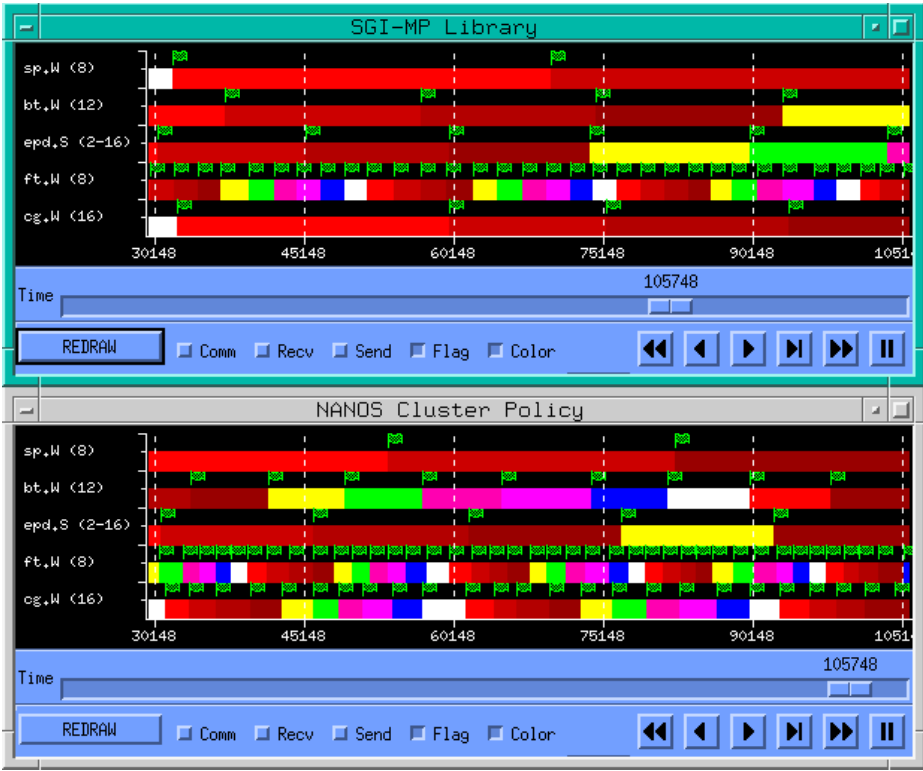 SGI-MP Library
sp.W (8)
bt.W (12)
epd.S (2-16)
ft.W (8)
cg.W (16)
30148 45148 60148 75148 90148 1051
105748
Time
REDRAW Comm Recv Send Flag Color
NANOS Cluster Policy
sp.W (8)
bt.W (12)
epd.S (2-16)
ft.W (8)
cg.W (16)
30148 45148 60148 75148 90148 1051
105748
Time
REDRAW Comm Recv Send Flag Color